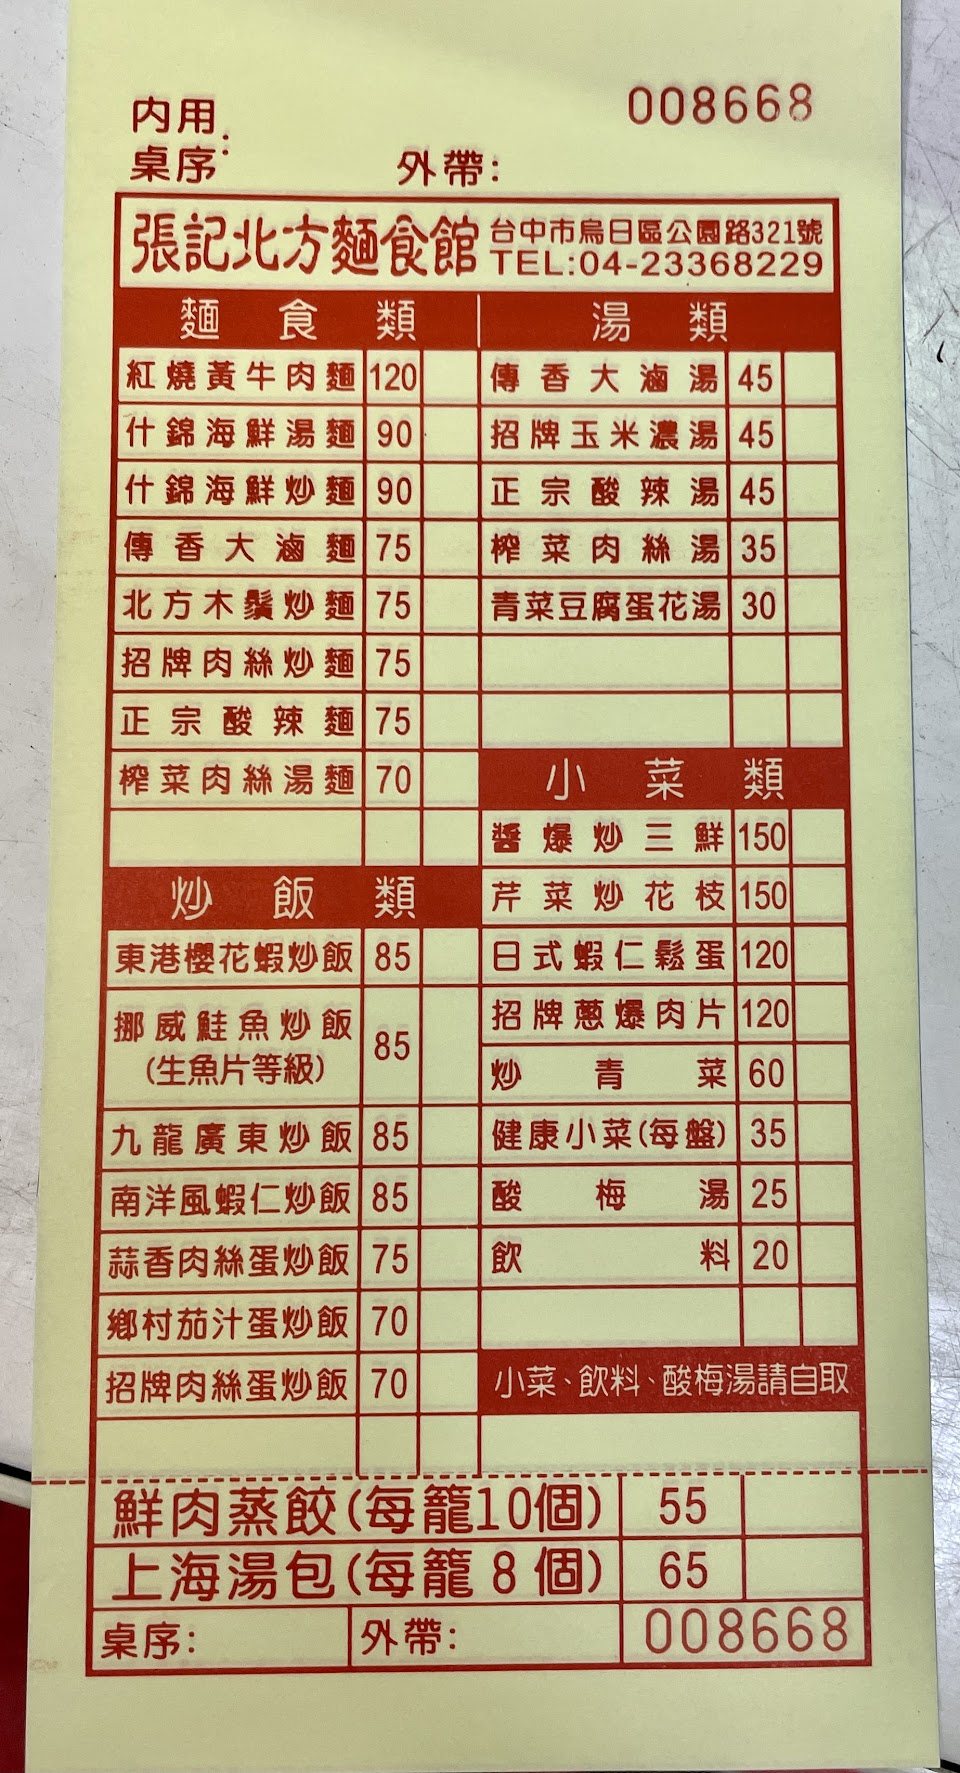 008668
內用
桌序: 外帶:
張記北方麵食館
台中市烏日區公園路321號
TEL:04-23368229
麵食類
紅燒黃牛肉麵 120
什錦海鮮湯麵 90
什錦海鮮炒麵 90
傳香大滷麵 75
北方木鬚炒麵 75
招牌肉絲炒麵 75
正宗酸辣麵 75
榨菜肉絲湯麵 70
炒飯類
東港櫻花蝦炒飯 85
挪威鮭魚炒飯 85
(生魚片等級)
九龍廣東炒飯 85
南洋風蝦仁炒飯 85
蒜香肉絲蛋炒飯 75
鄉村茄汁蛋炒飯 70
招牌肉絲蛋炒飯 70
湯類
傳香大滷湯 45
招牌玉米濃湯 45
正宗酸辣湯 45
榨菜肉絲湯 35
青菜豆腐蛋花湯 30
小菜類
醬爆炒三鮮 150
芹菜炒花枝 150
日式蝦仁鬆蛋 120
招牌蔥爆肉片 120
炒青菜 60
健康小菜(每盤) 35
酸梅湯 25
飲料 20
小菜、飲料、酸梅湯請自取
鮮肉蒸餃(每籠10個) 55
上海湯包(每籠8個) 65
桌序: 外帶: 008668